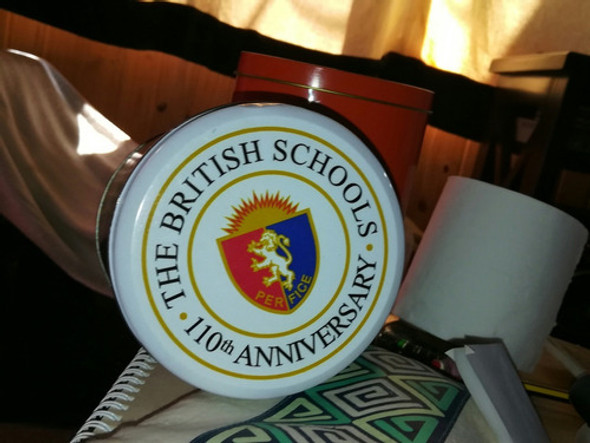 THE BRITISH SCHOOLS
110th ANNIVERSARY
PERFICE